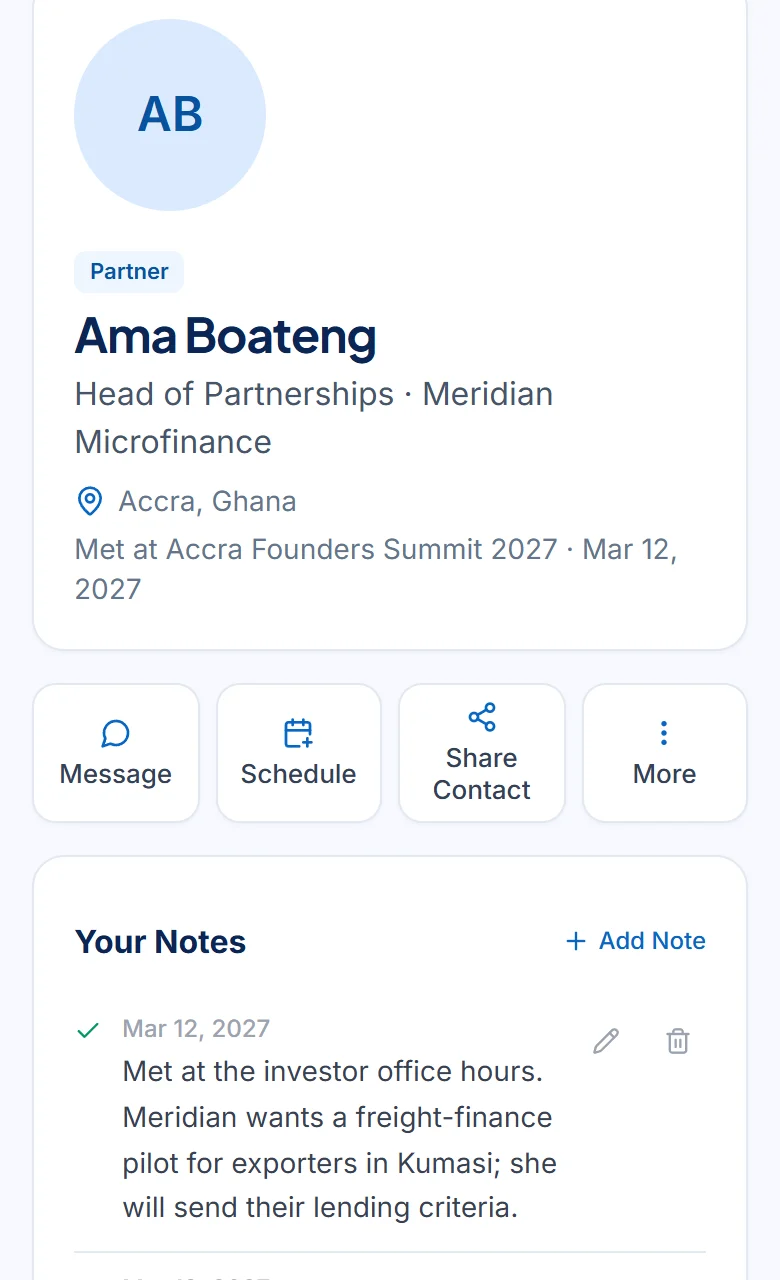 AB
Partner
Ama Boateng
Head of Partnerships · Meridian
Microfinance
Accra, Ghana
Met at Accra Founders Summit 2027 · Mar 12,
2027
Message
Schedule
Share
Contact
More
Your Notes
Add Note
Mar 12, 2027
Met at the investor office hours.
Meridian wants a freight-finance
pilot for exporters in Kumasi; she
will send their lending criteria.